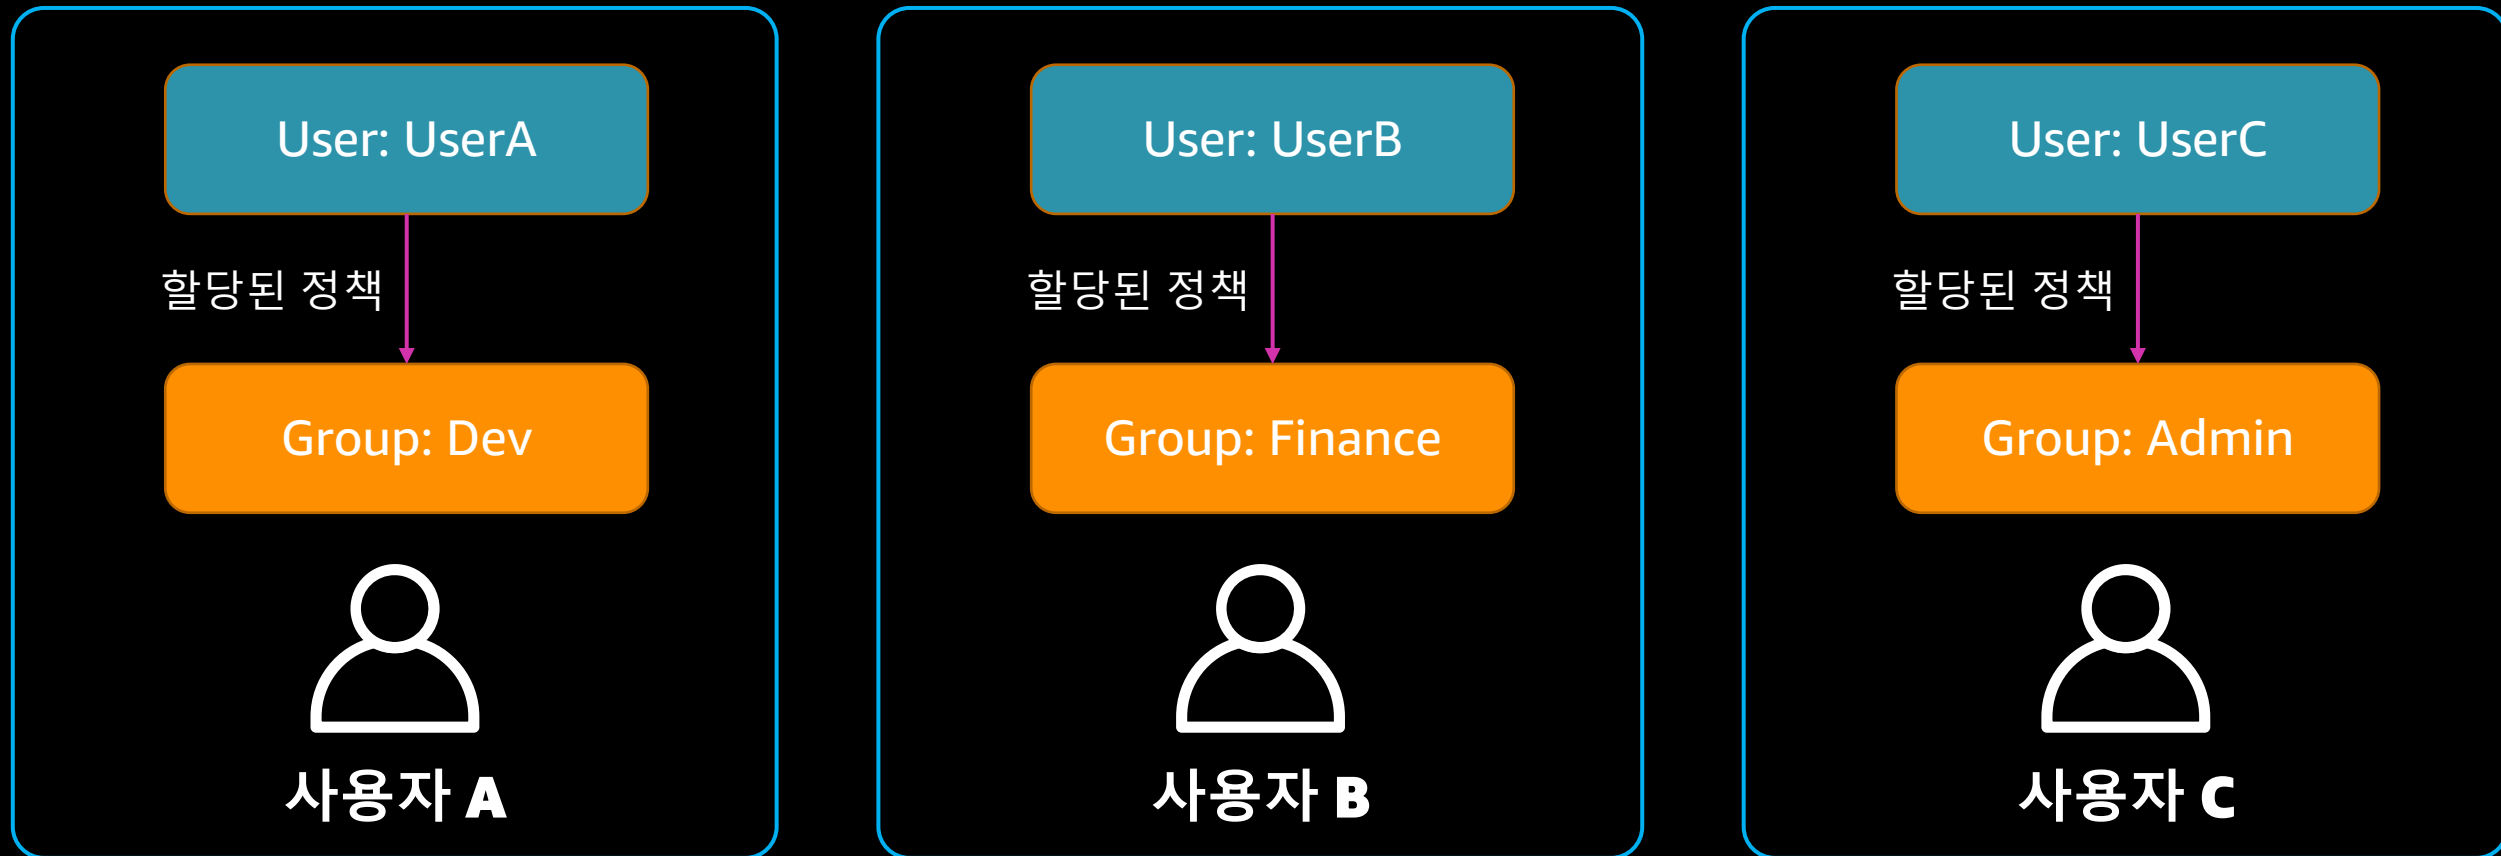 User: UserA
할당된 정책
Group: Dev
사용자 A
User: UserB
할당된 정책
Group: Finance
사용자 B
User: UserC
할당된 정책
Group: Admin
사용자 C